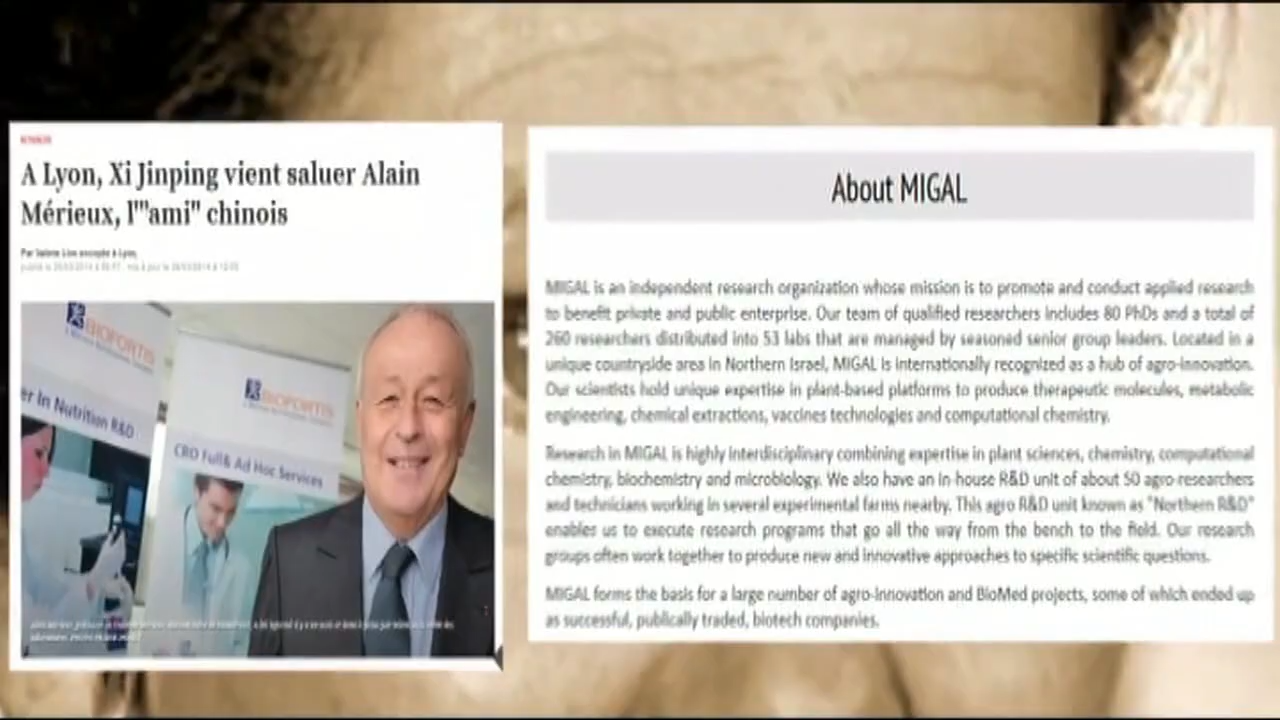 A Lyon, Xi Jinping vient saluer Alain
Mérieux, l'"ami" chinois
BIOFORTIS
er In Nutrition R&D
BIOFORTIS
CRO Full& Ad Hoc Services
About MIGAL
MIGAL is an independent research organization whose mission is to promote and conduct applied research
to benefit private and public enterprise. Our team of qualified researchers includes 80 PhDs and a total of
260 researchers distributed into 53 labs that are managed by seasoned senior group leaders. Located in a
unique countryside area in Northern Israel, MIGAL is internationally recognized as a hub of agro-innovation.
Our scientists hold unique expertise in plant-based platforms to produce therapeutic molecules, metabolic
engineering, chemical extractions, vaccines technologies and computational chemistry.
Research in MIGAL is highly interdisciplinary combining expertise in plant sciences, chemistry, computational
chemistry, biochemistry and microbiology. We also have an in-house R&D unit of about 50 agro-researchers
and technicians working in several experimental farms nearby. This agro R&D unit known as "Northern R&D"
enables us to execute research programs that go all the way from the bench to the field. Our research
groups often work together to produce new and innovative approaches to specific scientific questions.
MIGAL forms the basis for a large number of agro-innovation and BioMed projects, some of which ended up
as successful, publically traded, biotech companies.